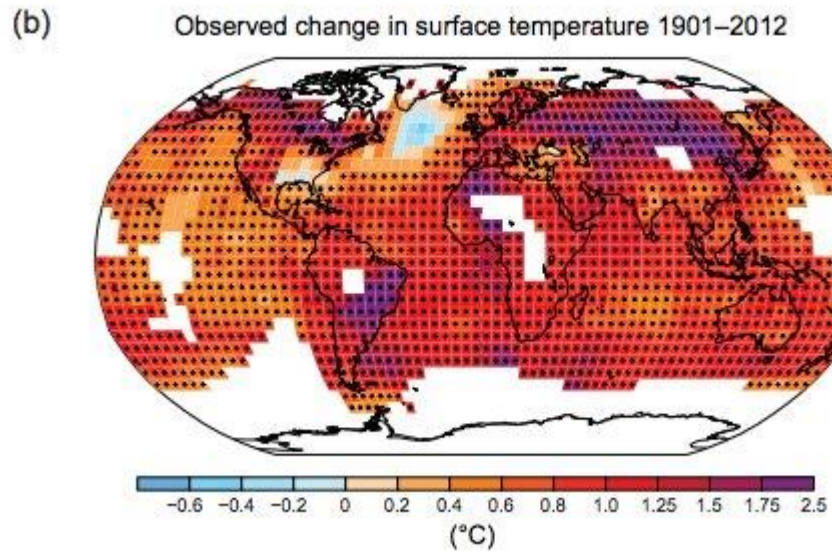 (b)
Observed change in surface temperature 1901–2012
−0.6 −0.4 −0.2 0 0.2 0.4 0.6 0.8 1.0 1.25 1.5 1.75 2.5
(°C)